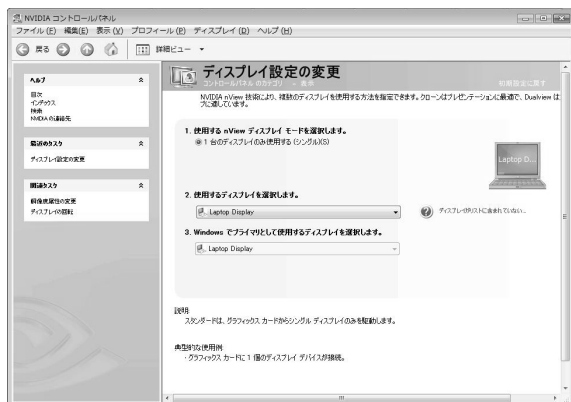 NVIDIA コントロールパネル
ファイル(F) 編集(E) 表示(V) プロファイル(P) ディスプレイ(D) ヘルプ(H)
戻る 詳細ビュー
ヘルプ
目次
インデックス
検索
NVIDIA の連絡先
最近のタスク
ディスプレイ設定の変更
関連タスク
解像度属性の変更
ディスプレイの回転
ディスプレイ設定の変更
コントロールパネル のカテゴリ
初期設定に戻す
NVIDIA nView 技術により、複数のディスプレイを使用する方法を指定できます。クローンはプレゼンテーションに最適で、Dualview は
プに適しています。
1. 使用する nView ディスプレイ モードを選択します。
1 台のディスプレイのみ使用する (シングル)(S)
Laptop D...
2. 使用するディスプレイを選択します。
Laptop Display
ディスプレイがリストに含まれていない...
3. Windows でプライマリとして使用するディスプレイを選択します。
Laptop Display
説明:
スタンダードは、グラフィックス カードからシングル ディスプレイのみを駆動します。
典型的な使用例:
・グラフィックス カードに 1 個のディスプレイ デバイスが接続。